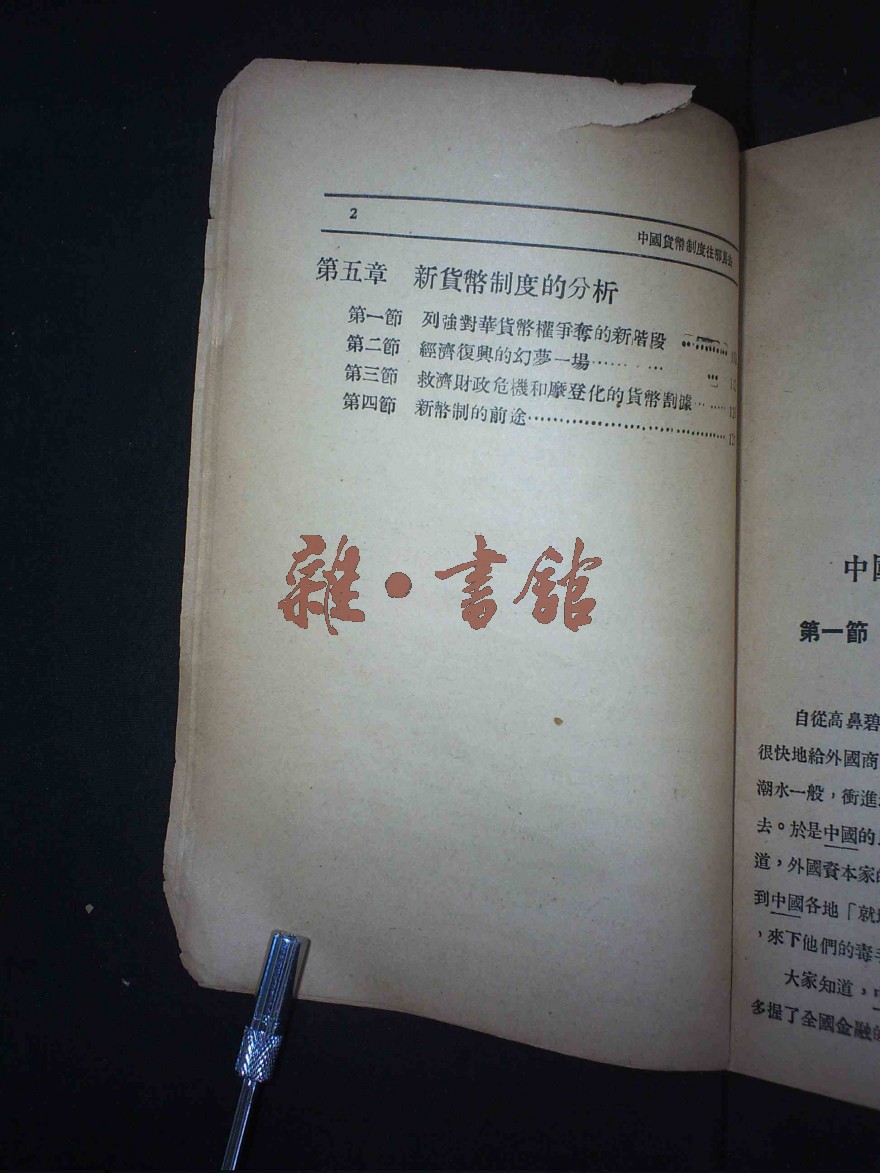 2
中國貨幣制度往那裏去
第五章 新貨幣制度的分析
第一節 列強對華貨幣權爭奪的新階段
第二節 經濟復興的幻夢一場
第三節 救濟財政危機和摩登化的貨幣割據
第四節 新幣制的前途
雜·書館
中國
第一節
自從高鼻碧
很快地給外國商
潮水一般，衝進
去。於是中國的
道，外國資本家
到中國各地「就
，來下他們的毒
大家知道，
多握了全國金融